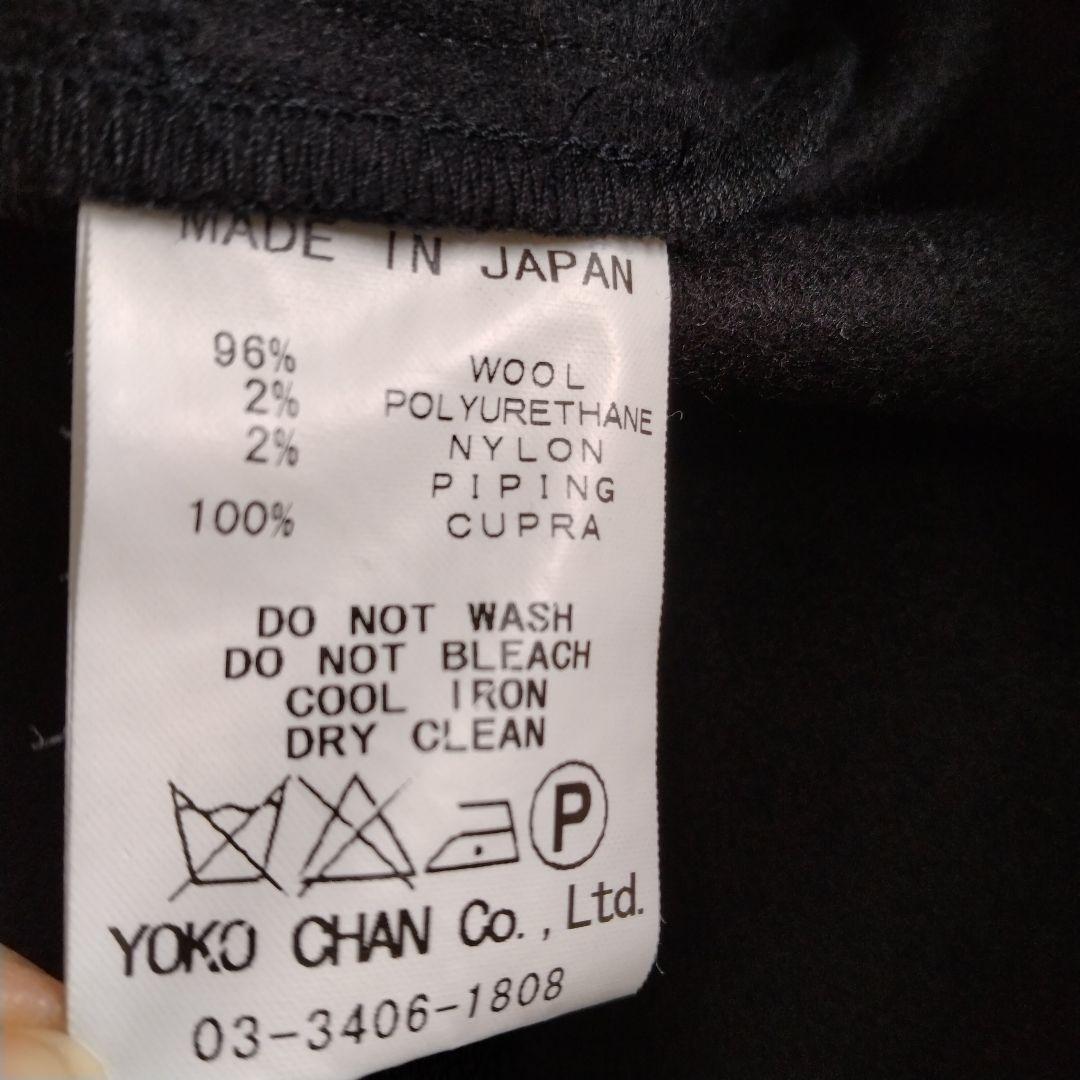 MADE IN JAPAN
96% WOOL
2% POLYURETHANE
2% NYLON
PIPING
100% CUPRA
DO NOT WASH
DO NOT BLEACH
COOL IRON
DRY CLEAN
P
YOKO CHAN Co., Ltd.
03-3406-1808